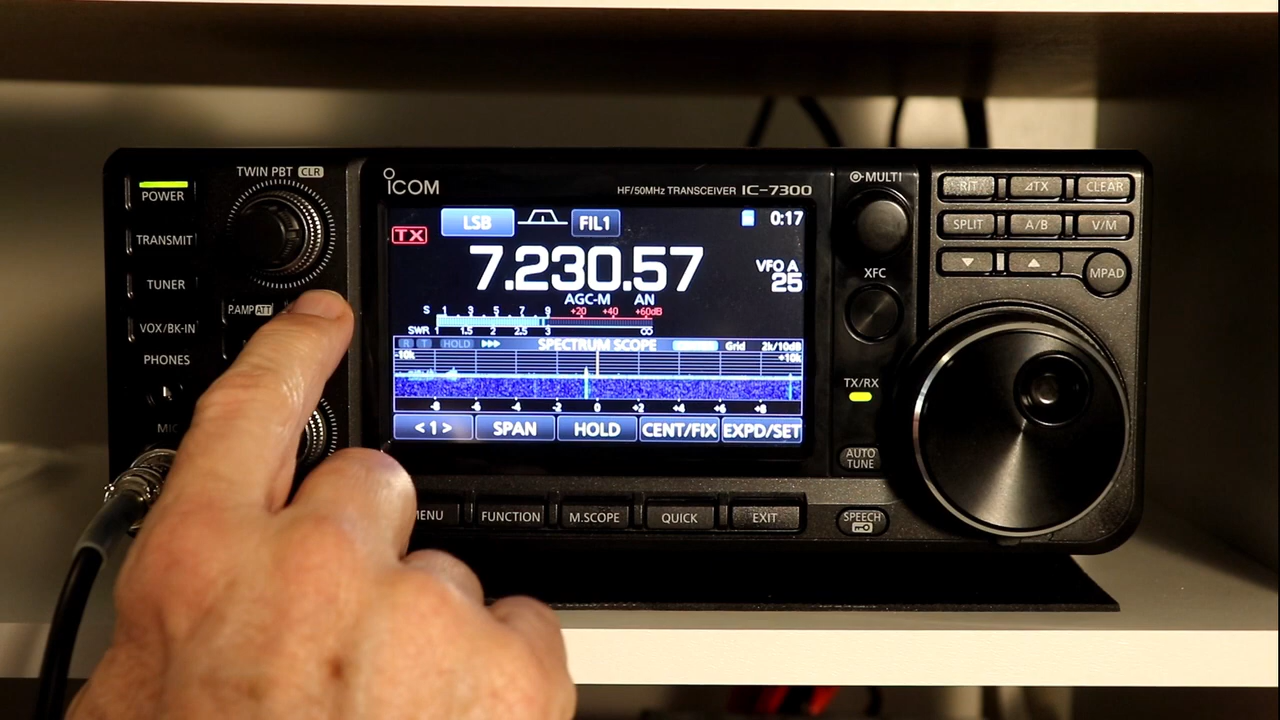 TWIN PBT CLR
POWER
TRANSMIT
TUNER
P.AMP ATT
VOX/BK-IN
PHONES
MIC
ICOM
HF/50MHz TRANSCEIVER IC-7300
LSB
FIL1
0:17
TX
7.230.57
VFO A
25
AGC-M AN
S 1 3 5 7 9 +20 +40 +60dB
SWR 1 1.5 2 2.5 3 ∞
R T HOLD SPECTRUM SCOPE Grid 2k/10dB
-10k +10k
-8 -6 -4 -2 0 +2 +4 +6 +8
< 1 > SPAN HOLD CENT/FIX EXPD/SET
FUNCTION M.SCOPE QUICK EXIT
MULTI
XFC
TX/RX
AUTO
TUNE
SPEECH
RIT ⊿TX CLEAR
SPLIT A/B V/M
▼ ▲ MPAD